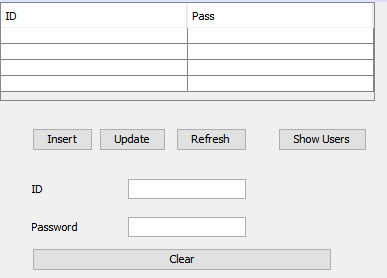 ID Pass
Insert Update Refresh Show Users
ID
Password
Clear